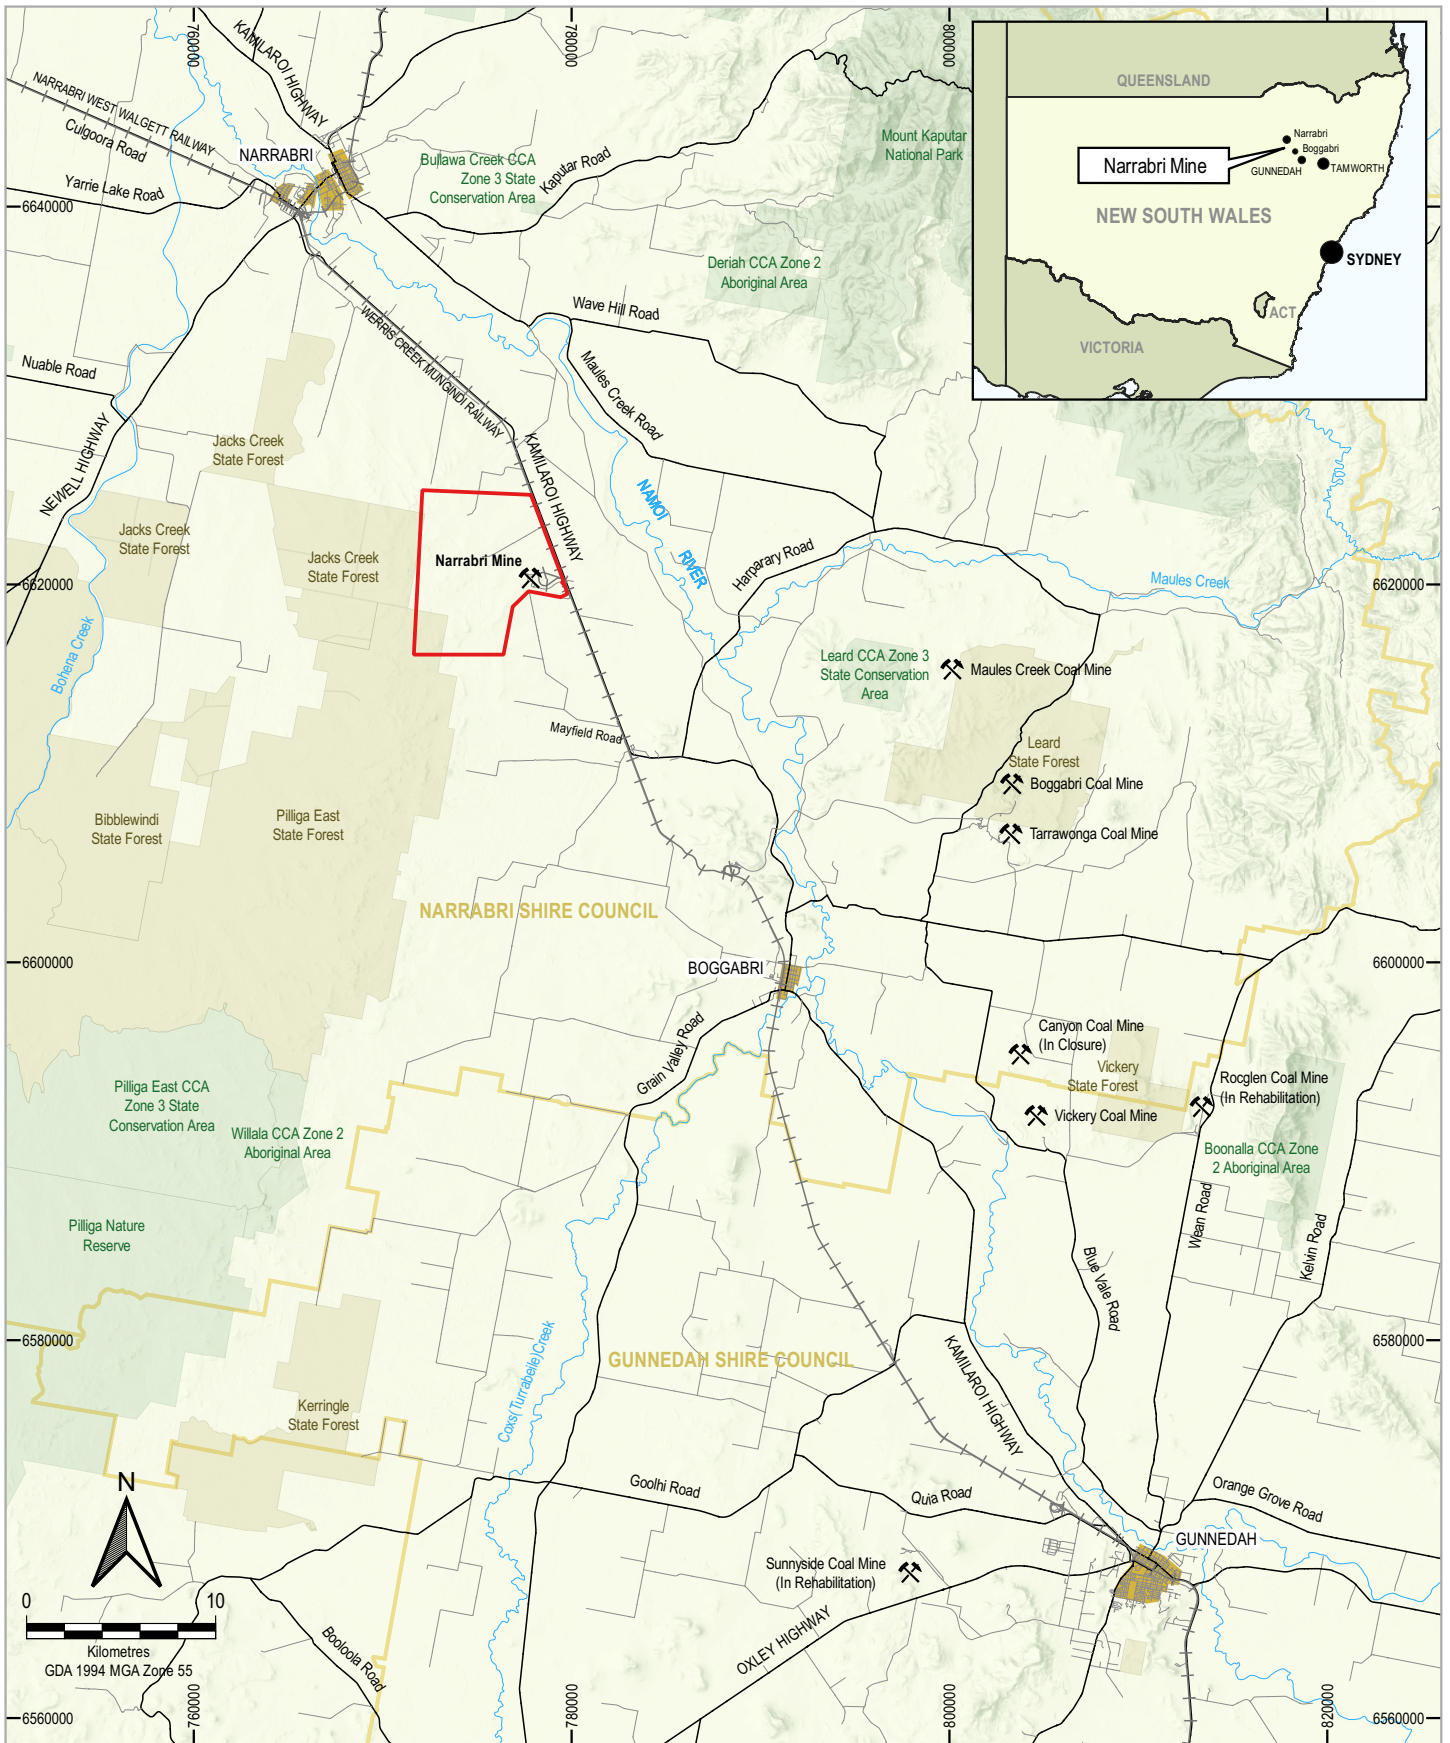 760000
780000
800000
KAMILAROI HIGHWAY
NARRABRI WEST WALGETT RAILWAY
Culgoora Road
NARRABRI
Yarrie Lake Road
6640000
Bullawa Creek CCA
Zone 3 State
Conservation Area
Kaputar Road
Mount Kaputar
National Park
Deriah CCA Zone 2
Aboriginal Area
QUEENSLAND
Narrabri
Boggabri
Narrabri Mine
GUNNEDAH
TAMWORTH
NEW SOUTH WALES
SYDNEY
ACT
VICTORIA
Wave Hill Road
WERRIS CREEK MUNGINDI RAILWAY
Nuable Road
Maules Creek Road
NEWELL HIGHWAY
Jacks Creek
State Forest
KAMILAROI HIGHWAY
NAMOI
RIVER
Jacks Creek
State Forest
Jacks Creek
State Forest
Narrabri Mine
Harparary Road
6620000
Maules Creek
6620000
Bohena Creek
Leard CCA Zone 3
State Conservation
Area
Maules Creek Coal Mine
Mayfield Road
Leard
State Forest
Boggabri Coal Mine
Bibblewindi
State Forest
Pilliga East
State Forest
Tarrawonga Coal Mine
NARRABRI SHIRE COUNCIL
6600000
BOGGABRI
6600000
Grain Valley Road
Canyon Coal Mine
(In Closure)
Vickery
State Forest
Rocglen Coal Mine
(In Rehabilitation)
Pilliga East CCA
Zone 3 State
Conservation Area
Vickery Coal Mine
Willala CCA Zone 2
Aboriginal Area
Boonalla CCA Zone
2 Aboriginal Area
Pilliga Nature
Reserve
Wean Road
Kelvin Road
Blue Vale Road
6580000
Coxs(Turrabeile)Creek
GUNNEDAH SHIRE COUNCIL
KAMILAROI HIGHWAY
6580000
Kerringle
State Forest
N
Goolhi Road
Quia Road
Orange Grove Road
GUNNEDAH
Sunnyside Coal Mine
(In Rehabilitation)
0 10
Kilometres
GDA 1994 MGA Zone 55
Booloola Road
OXLEY HIGHWAY
6560000
760000
780000
800000
820000
6560000